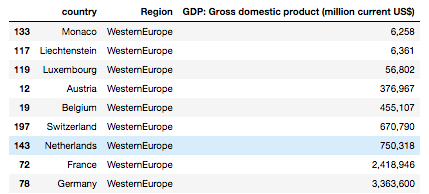 country Region GDP: Gross domestic product (million current US$)
133 Monaco WesternEurope 6,258
117 Liechtenstein WesternEurope 6,361
119 Luxembourg WesternEurope 56,802
12 Austria WesternEurope 376,967
19 Belgium WesternEurope 455,107
197 Switzerland WesternEurope 670,790
143 Netherlands WesternEurope 750,318
72 France WesternEurope 2,418,946
78 Germany WesternEurope 3,363,600